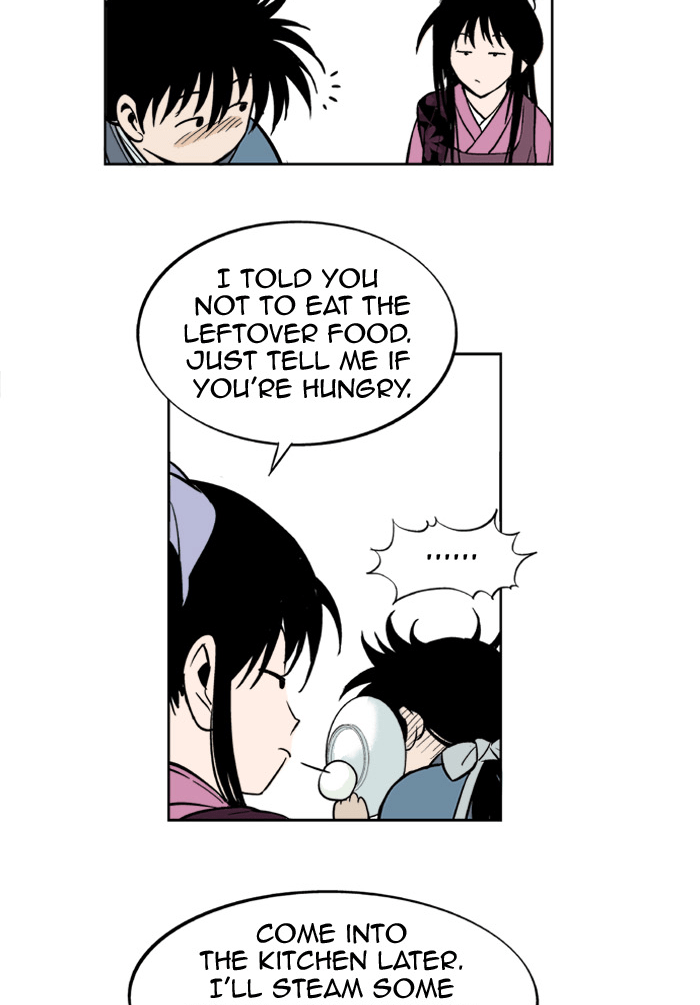 I TOLD YOU
NOT TO EAT THE
LEFTOVER FOOD.
JUST TELL ME IF
YOU'RE HUNGRY.
......
COME INTO
THE KITCHEN LATER.
I'LL STEAM SOME